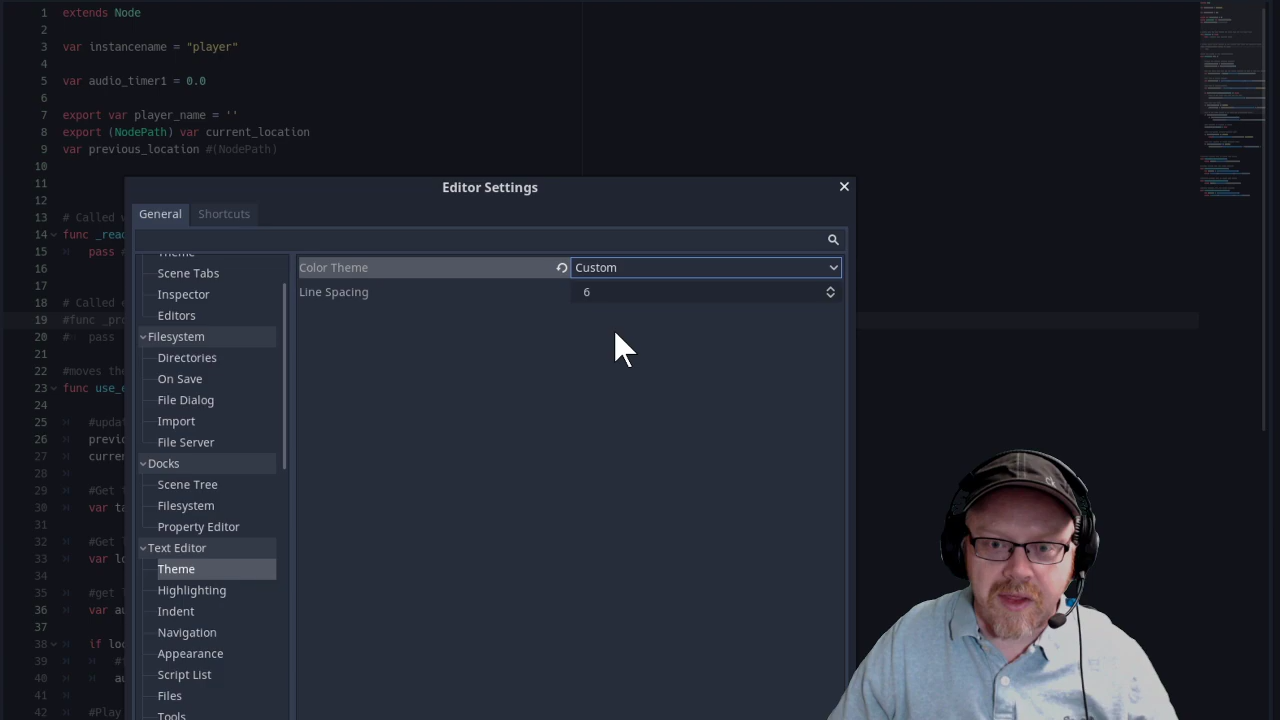 1 extends Node
2
3 var instancename = "player"
4
5 var audio_timer1 = 0.0
6
7 export var player_name = ''
8 export (NodePath) var current_location
9 var previous_location #(NodePath)
10
11
12
13 # Called
14 func _rea
15 pass
16
17
18 # Called
19 #func _pro
20 # pass
21
22 #moves the
23 func use_
24
25 #updat
26 previo
27 curren
28
29 #Get
30 var ta
31
32 #Get
33 var lo
34
35 #get
36 var au
37
38 if loc
39
40 au
41
42 #Play
Editor Settings
General Shortcuts
Theme
Scene Tabs
Inspector
Editors
Filesystem
Directories
On Save
File Dialog
Import
File Server
Docks
Scene Tree
Filesystem
Property Editor
Text Editor
Theme
Highlighting
Indent
Navigation
Appearance
Script List
Files
Tools
Color Theme Custom
Line Spacing 6